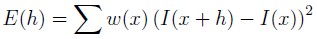 E(h) = ∑ w(x) (I(x + h) − I(x))²